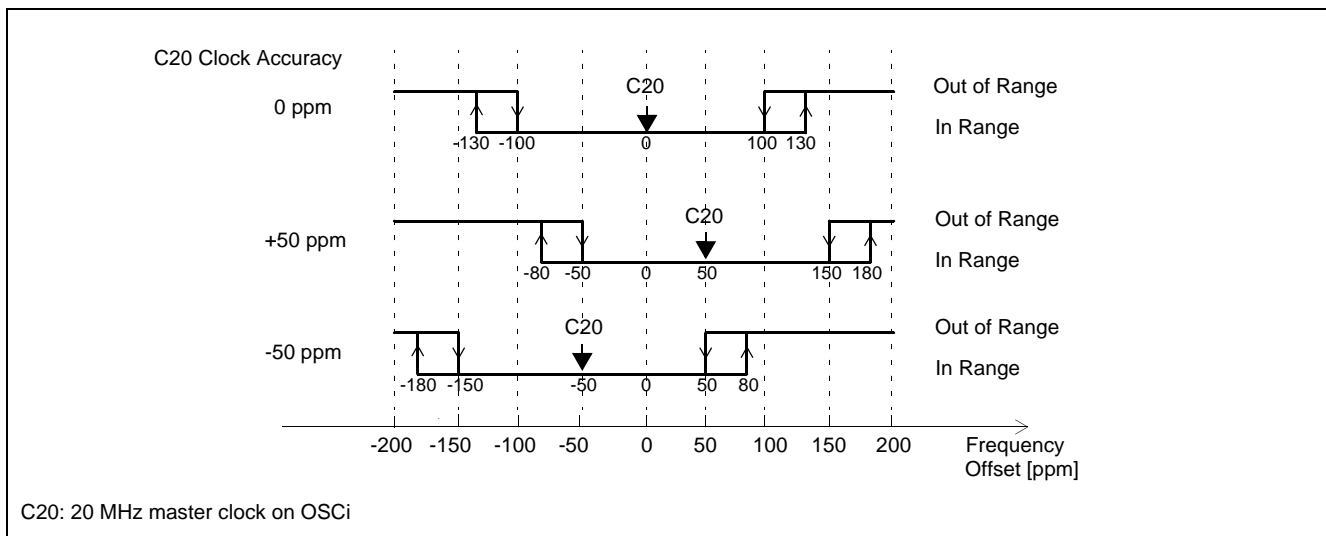 C20 Clock Accuracy
0 ppm
C20
Out of Range
In Range
-130 -100 0 100 130
+50 ppm
C20
Out of Range
In Range
-80 -50 0 50 150 180
-50 ppm
C20
Out of Range
In Range
-180 -150 -50 0 50 80
-200 -150 -100 -50 0 50 100 150 200
Frequency
Offset [ppm]
C20: 20 MHz master clock on OSCi